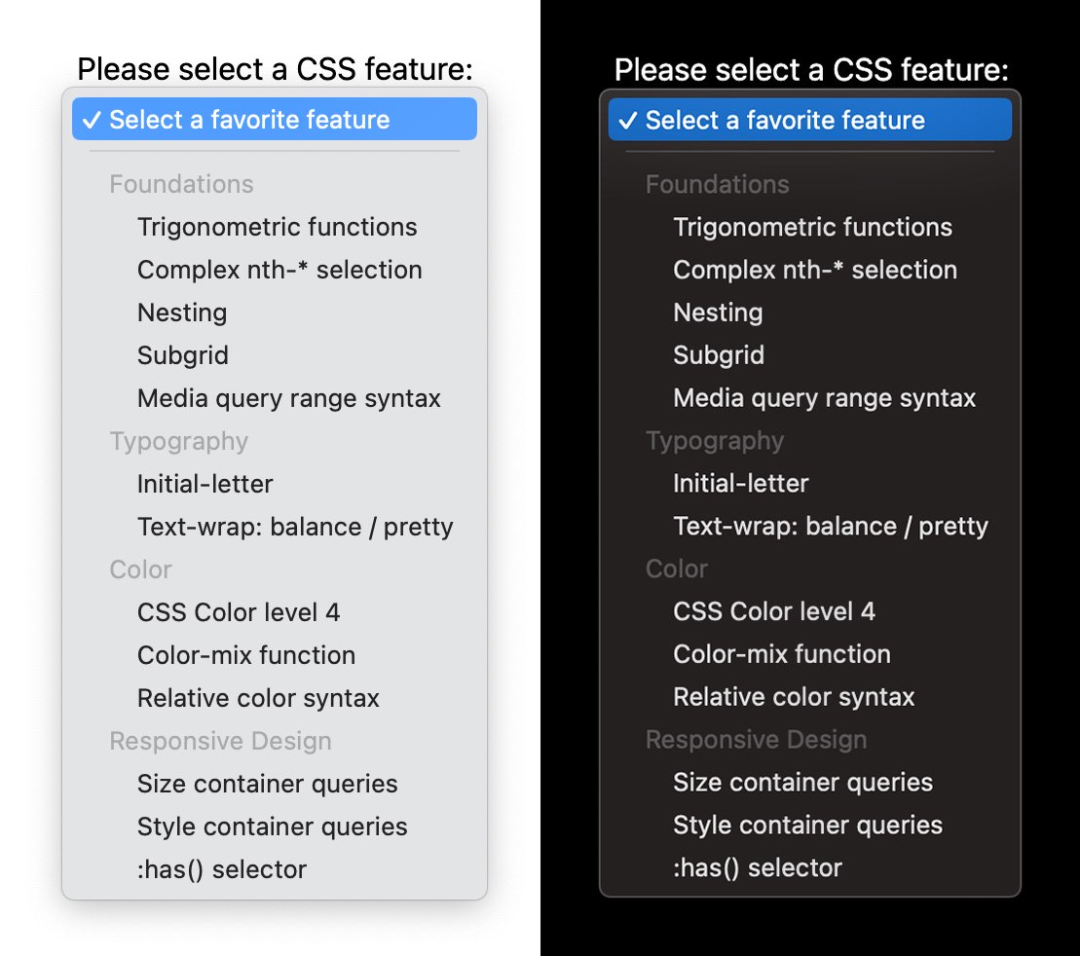 Please select a CSS feature:
✓ Select a favorite feature
Foundations
Trigonometric functions
Complex nth-* selection
Nesting
Subgrid
Media query range syntax
Typography
Initial-letter
Text-wrap: balance / pretty
Color
CSS Color level 4
Color-mix function
Relative color syntax
Responsive Design
Size container queries
Style container queries
:has() selector
Please select a CSS feature:
✓ Select a favorite feature
Foundations
Trigonometric functions
Complex nth-* selection
Nesting
Subgrid
Media query range syntax
Typography
Initial-letter
Text-wrap: balance / pretty
Color
CSS Color level 4
Color-mix function
Relative color syntax
Responsive Design
Size container queries
Style container queries
:has() selector